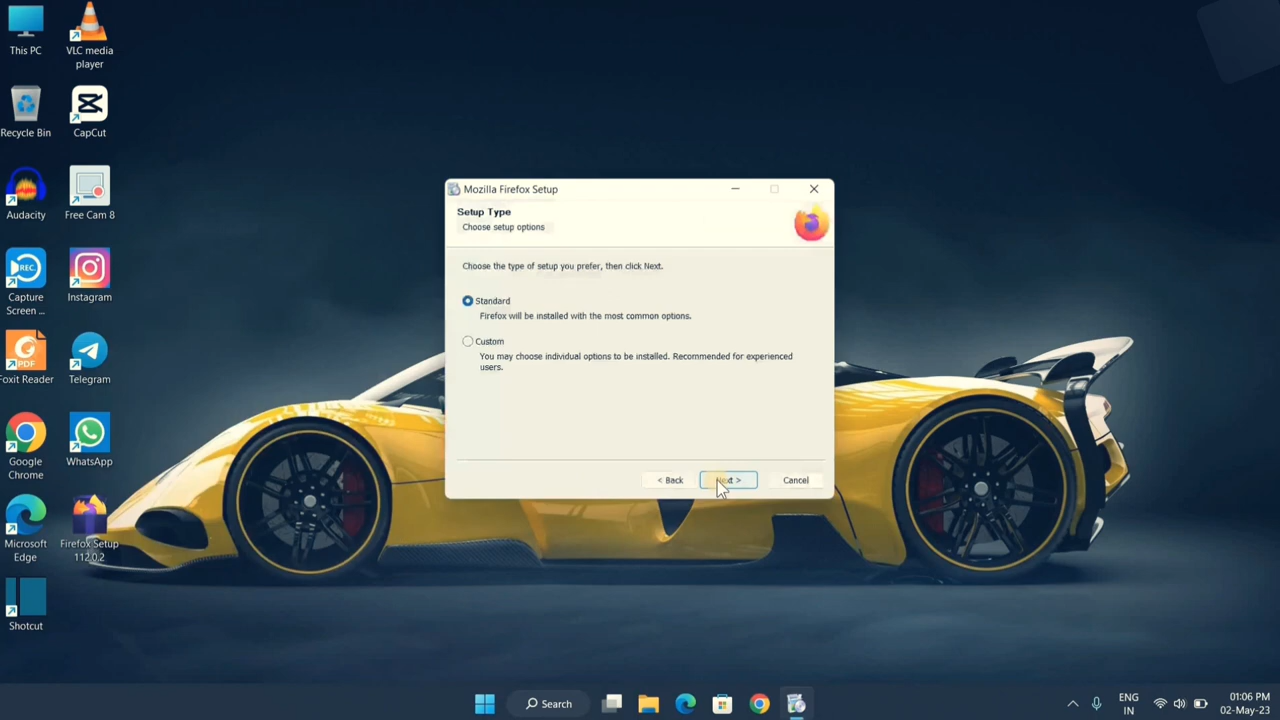 This PC
VLC media
player
Recycle Bin
CapCut
Audacity
Free Cam 8
REC
Capture
Screen ...
Instagram
PDF
Foxit Reader
Telegram
Google
Chrome
WhatsApp
Microsoft
Edge
Firefox Setup
112.0.2
Shotcut
Mozilla Firefox Setup
Setup Type
Choose setup options
Choose the type of setup you prefer, then click Next.
Standard
Firefox will be installed with the most common options.
Custom
You may choose individual options to be installed. Recommended for experienced
users.
< Back
Next >
Cancel
Search
ENG
IN
01:06 PM
02-May-23